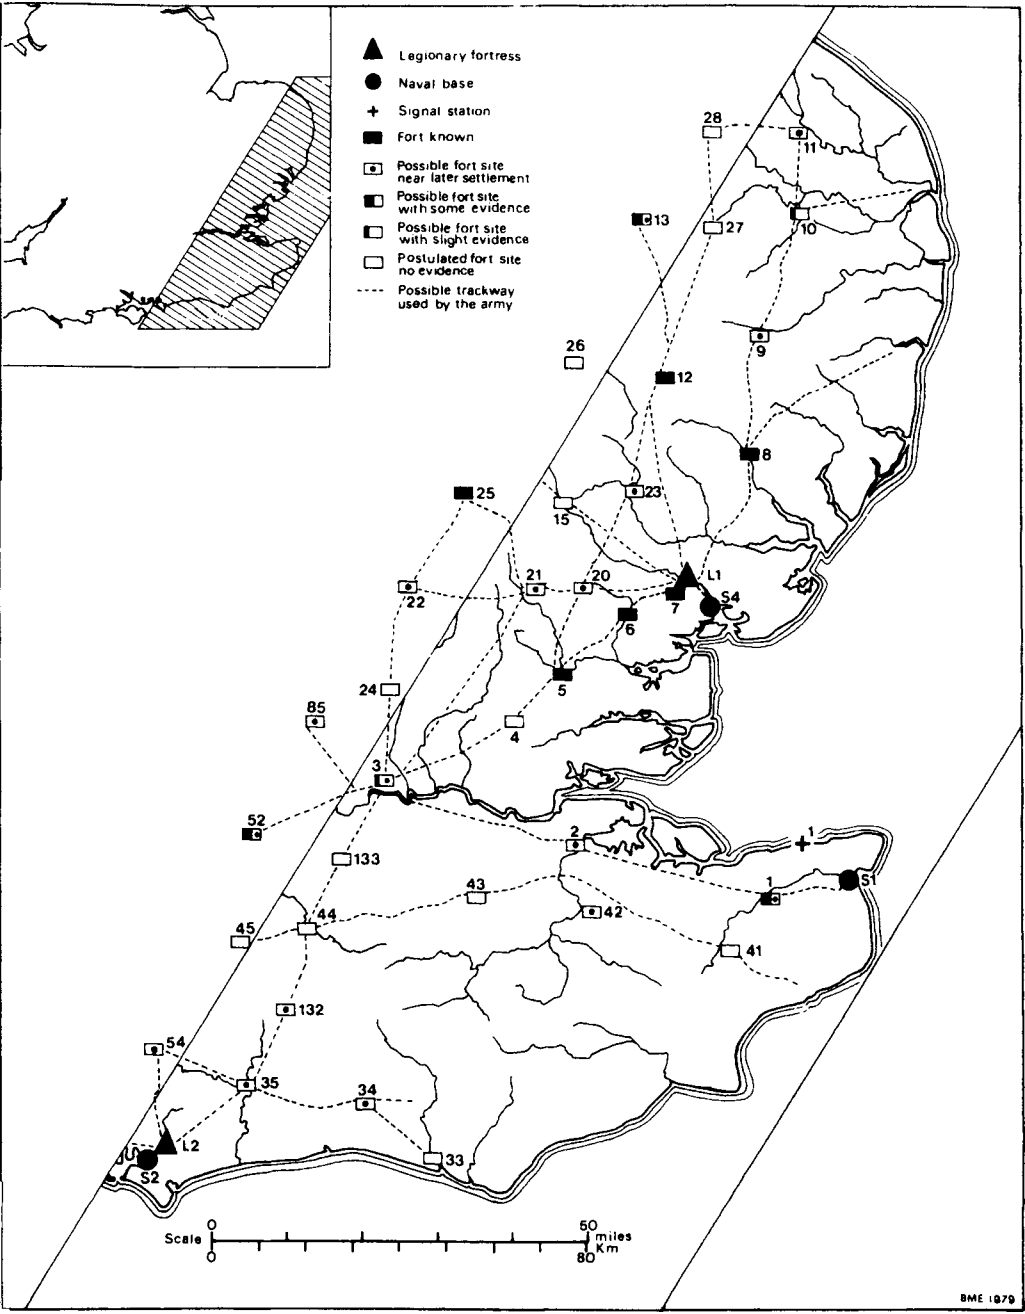 Legionary fortress
Naval base
Signal station
Fort known
Possible fort site
near later settlement
Possible fort site
with some evidence
Possible fort site
with slight evidence
Postulated fort site
no evidence
Possible trackway
used by the army
28
11
13
27
10
9
26
12
8
25
23
15
L1
21
20
22
7
S4
6
5
24
85
4
3
52
2
1
133
1
S1
43
44
42
45
41
132
54
35
34
L2
33
S2
0 50
Scale miles
Km
0 80
BME 1979